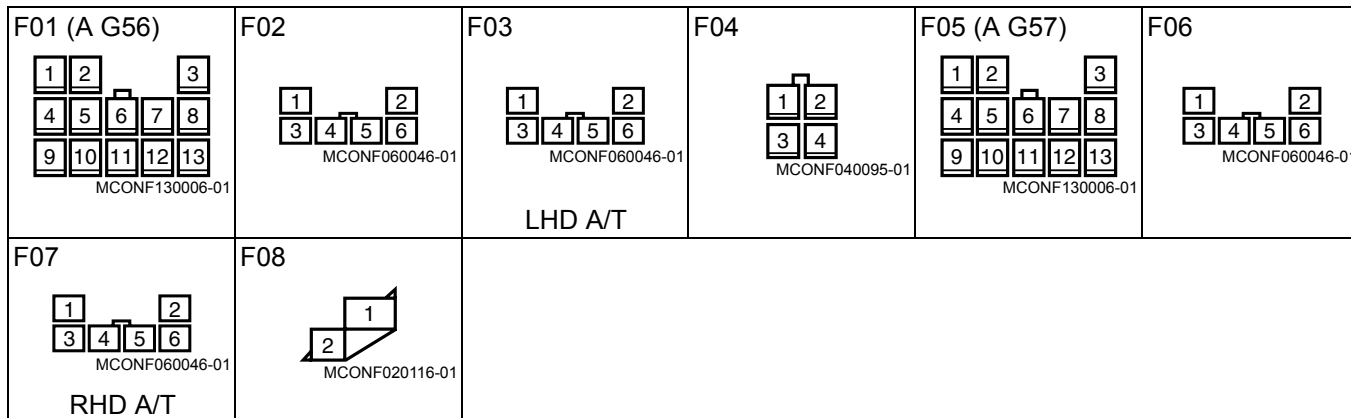 F01 (A G56)
1 2 3
4 5 6 7 8
9 10 11 12 13
MCONF130006-01
F02
1 2
3 4 5 6
MCONF060046-01
F03
1 2
3 4 5 6
MCONF060046-01
LHD A/T
F04
1 2
3 4
MCONF040095-01
F05 (A G57)
1 2 3
4 5 6 7 8
9 10 11 12 13
MCONF130006-01
F06
1 2
3 4 5 6
MCONF060046-01
F07
1 2
3 4 5 6
MCONF060046-01
RHD A/T
F08
1
2
MCONF020116-01